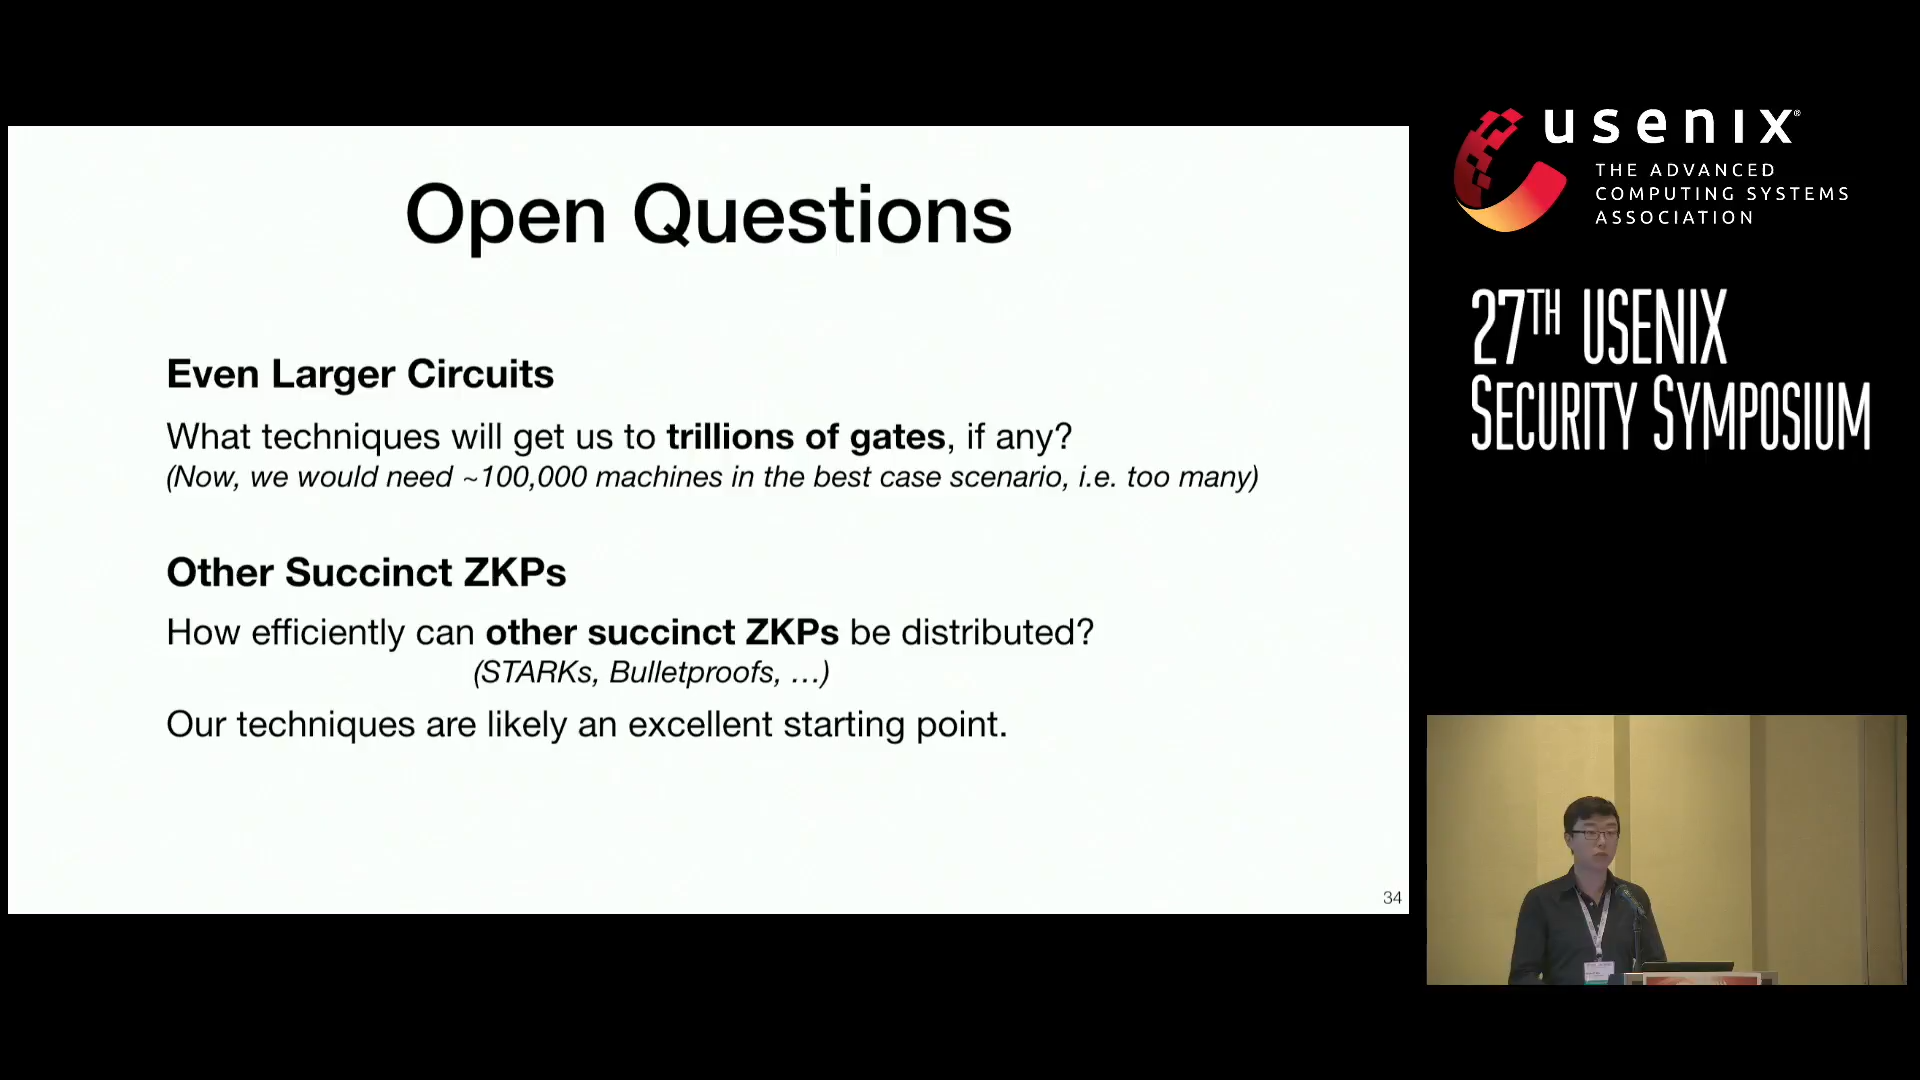 Open Questions
Even Larger Circuits
What techniques will get us to trillions of gates, if any?
(Now, we would need ~100,000 machines in the best case scenario, i.e. too many)
Other Succinct ZKPs
How efficiently can other succinct ZKPs be distributed?
(STARKs, Bulletproofs, …)
Our techniques are likely an excellent starting point.
34
usenix®
THE ADVANCED
COMPUTING SYSTEMS
ASSOCIATION
27TH USENIX
SECURITY SYMPOSIUM